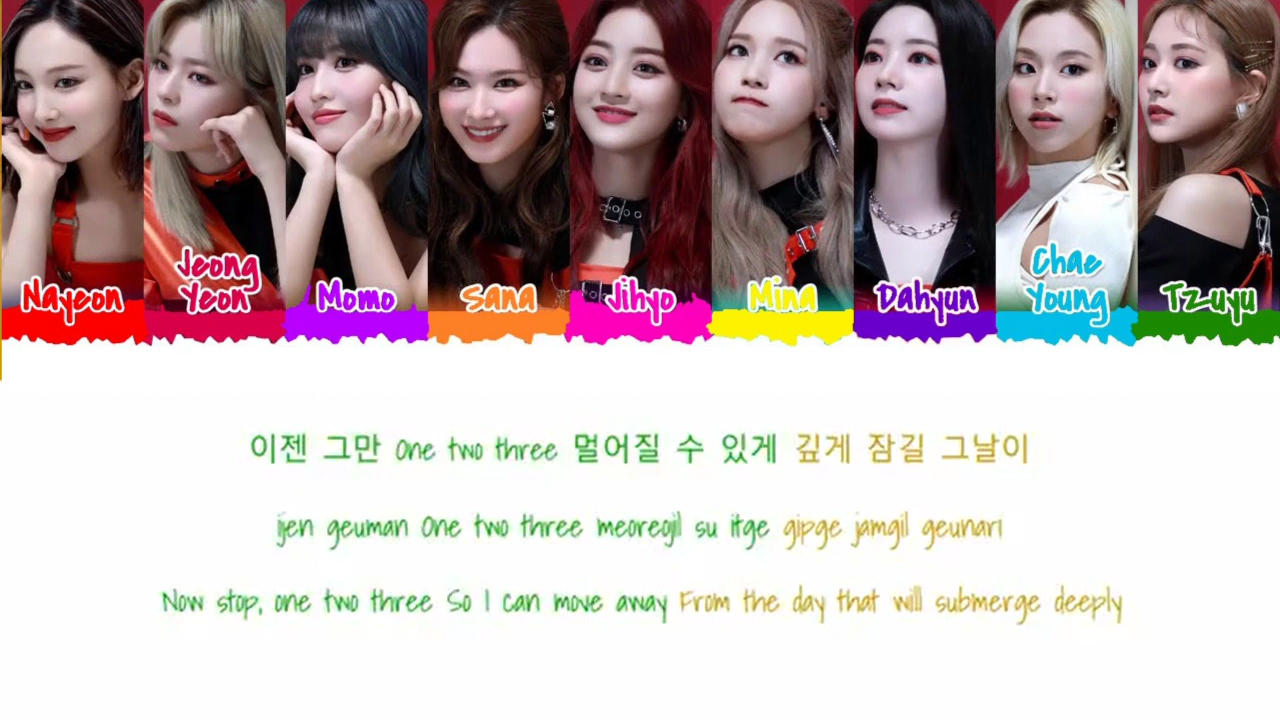 Nayeon
Jeong
Yeon
Momo
Sana
Jihyo
Mina
Dahyun
Chae
Young
Tzuyu
이젠 그만 One two three 멀어질 수 있게 깊게 잠길 그날이
ijen geuman One two three meoreojil su itge gipge jamgil geunari
Now stop, one two three So I can move away From the day that will submerge deeply